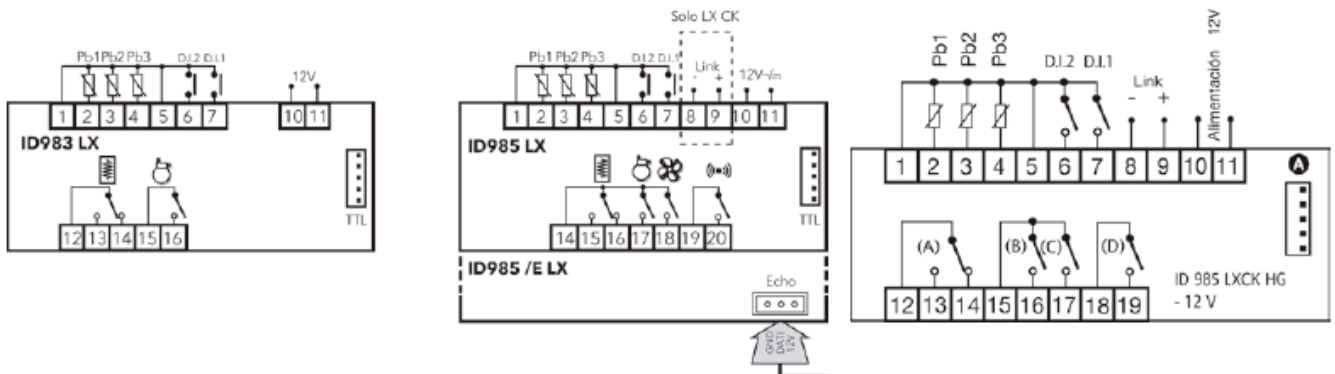 Pb1 Pb2 Pb3 D.I.2 D.I.1
12V
1 2 3 4 5 6 7 10 11
ID983 LX
TTL
12 13 14 15 16
Solo LX CK
Pb1 Pb2 Pb3 D.I.2 D.I.1
Link
- +
12V~/⎓
1 2 3 4 5 6 7 8 9 10 11
ID985 LX
TTL
14 15 16 17 18 19 20
ID985 /E LX
Echo
GND
DATI
12V
Pb1
Pb2
Pb3
D.I.2 D.I.1
Link
- +
Alimentación 12V
1 2 3 4 5 6 7 8 9 10 11
A
(A) (B) (C) (D)
12 13 14 15 16 17 18 19
ID 985 LXCK HG
- 12 V